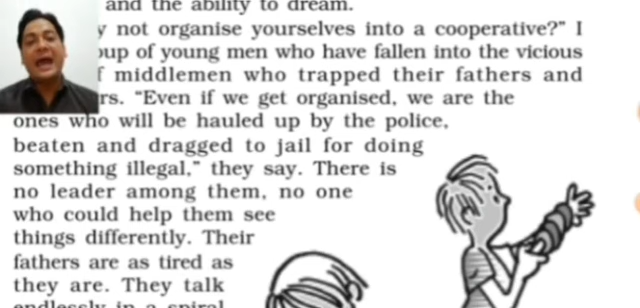 and the ability to dream.
not organise yourselves into a cooperative?" I
of young men who have fallen into the vicious
middlemen who trapped their fathers and
"Even if we get organised, we are the
ones who will be hauled up by the police,
beaten and dragged to jail for doing
something illegal," they say. There is
no leader among them, no one
who could help them see
things differently. Their
fathers are as tired as
they are. They talk
endlessly in a spiral